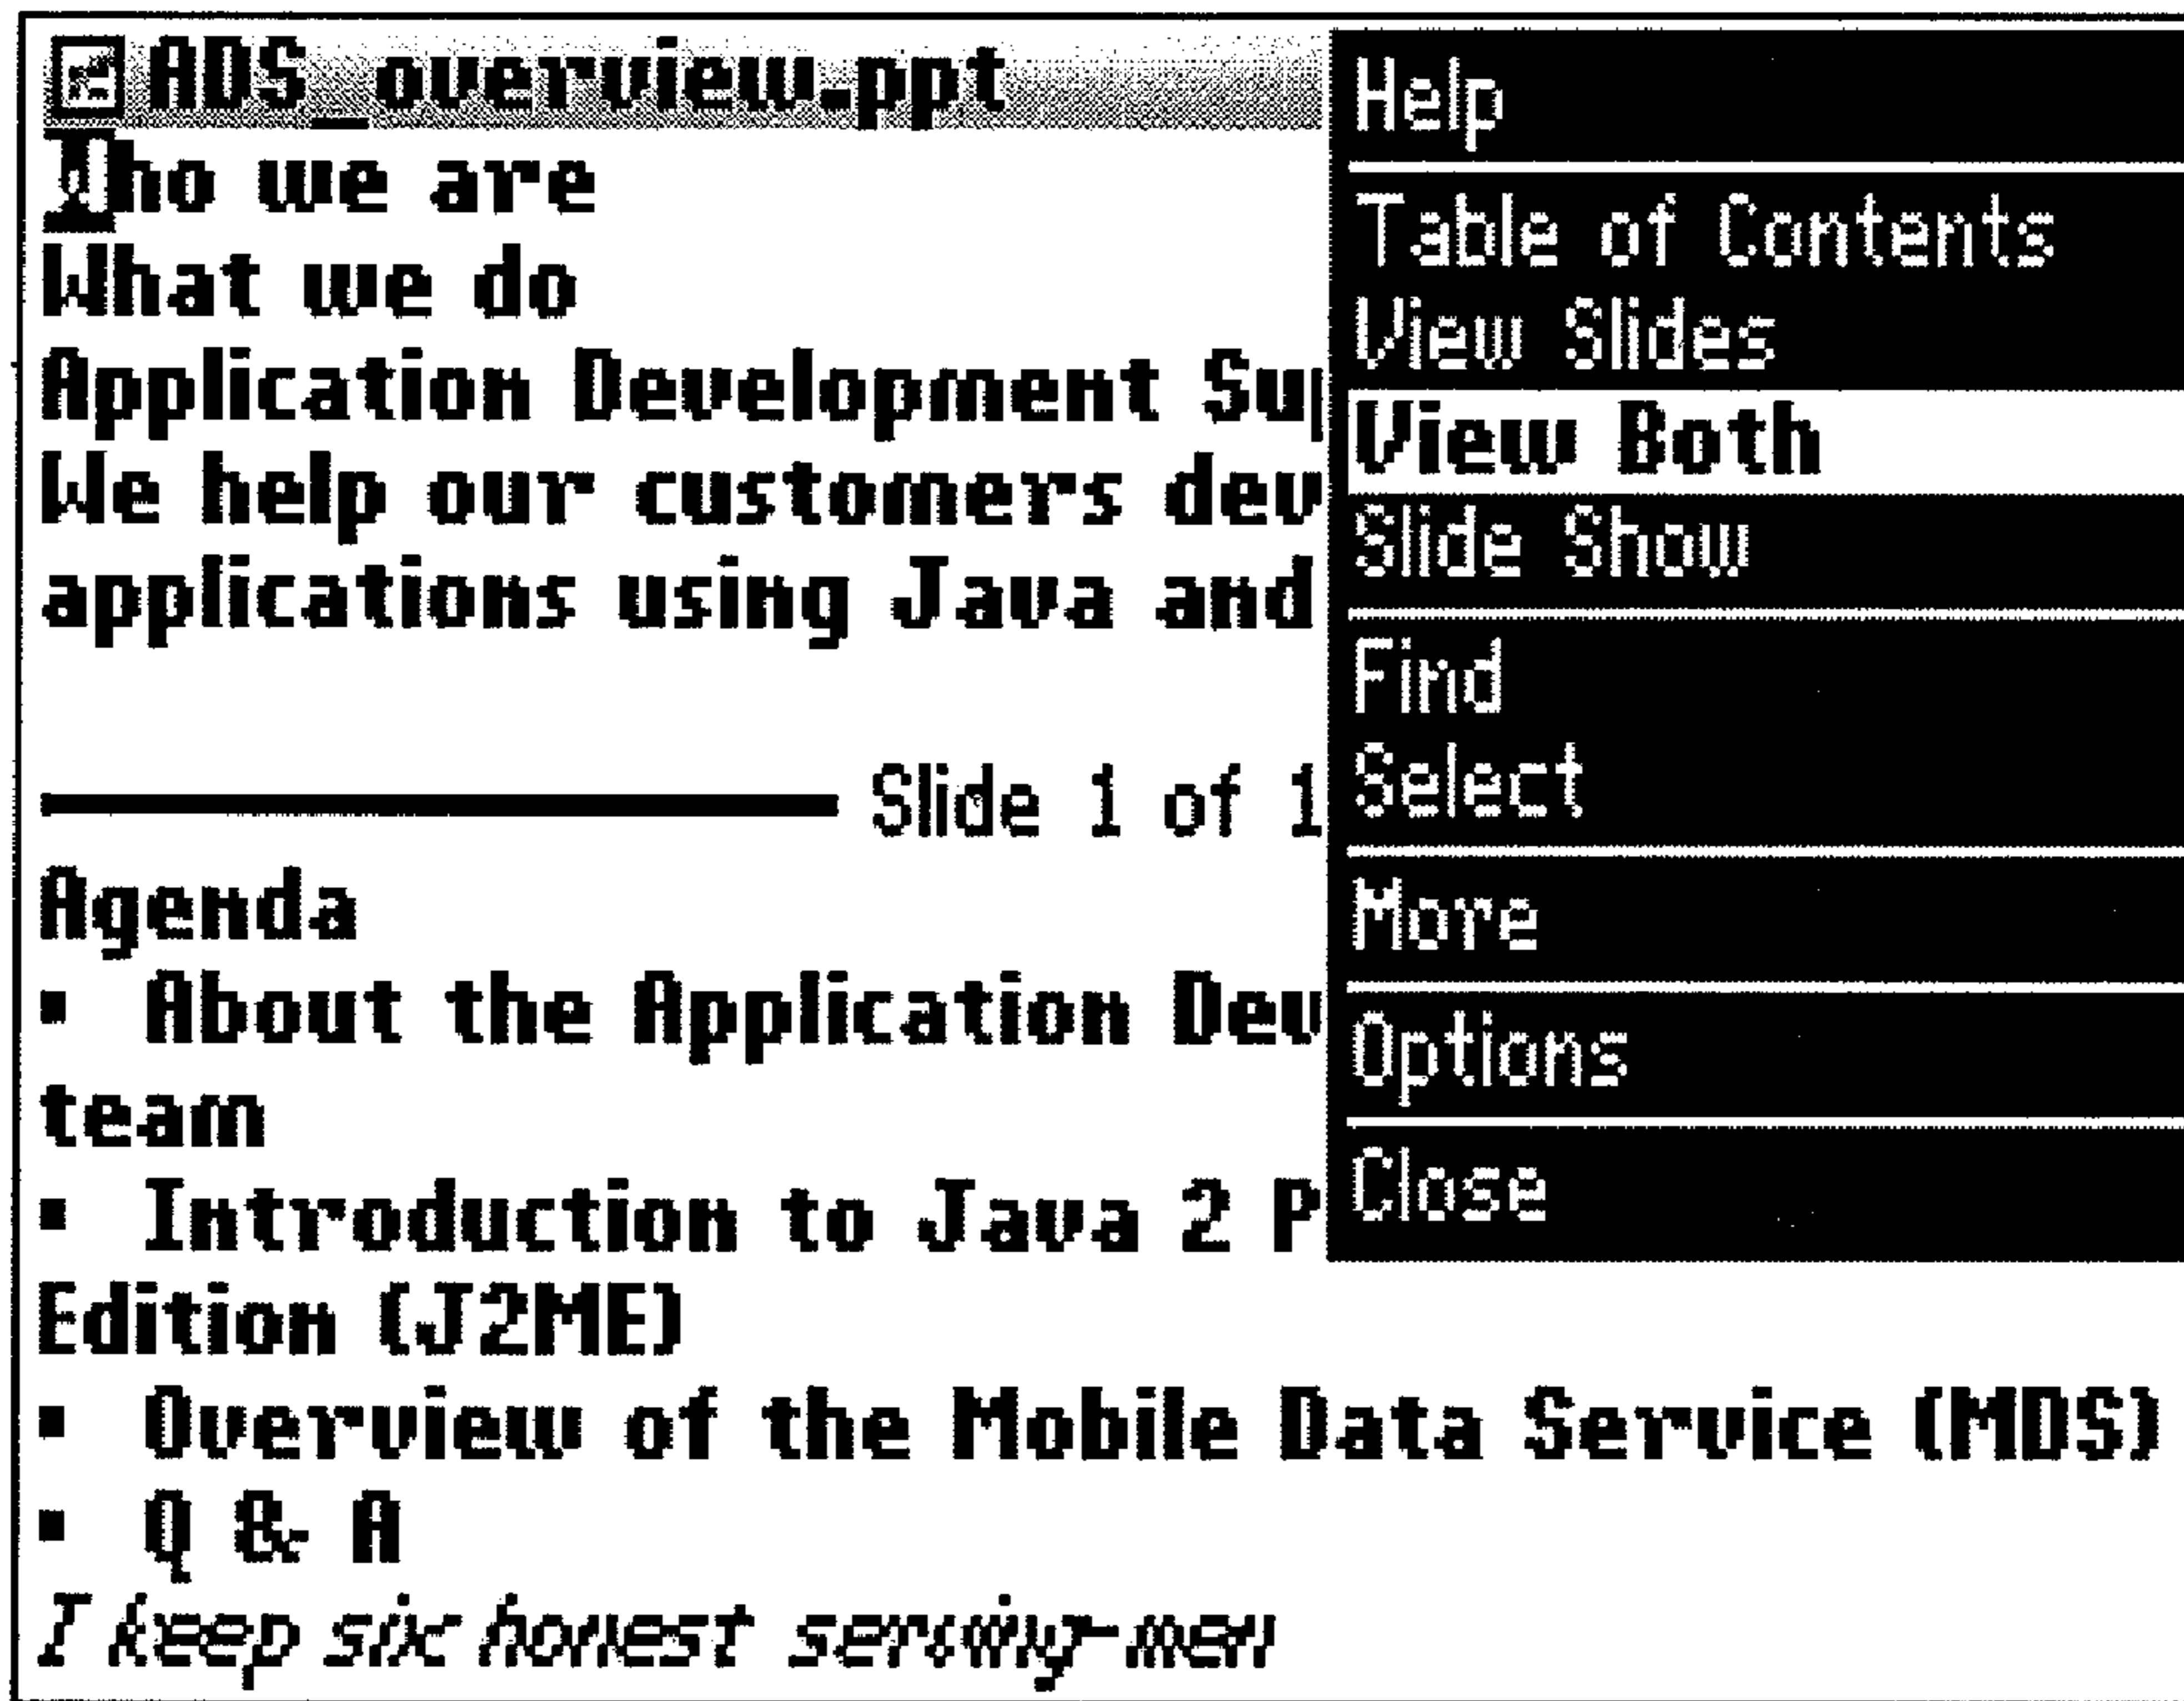 ADS_overview.ppt
Who we are
What we do
Application Development Sup
We help our customers dev
applications using Java and
Slide 1 of 1
Agenda
▪ About the Application Dev
team
▪ Introduction to Java 2 P
Edition (J2ME)
▪ Overview of the Mobile Data Service (MDS)
▪ Q & A
I keep six honest serving-men
Help
Table of Contents
View Slides
View Both
Slide Show
Find
Select
More
Options
Close